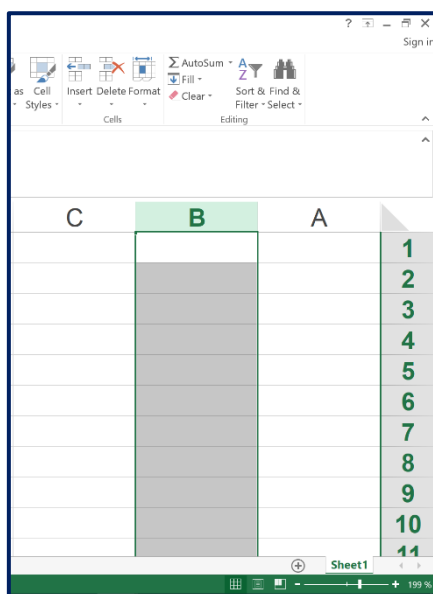 ?
Sign in
as Cell Styles Insert Delete Format AutoSum Fill Clear Sort & Filter Find & Select
Cells Editing
C B A
1
2
3
4
5
6
7
8
9
10
11
Sheet1
199 %